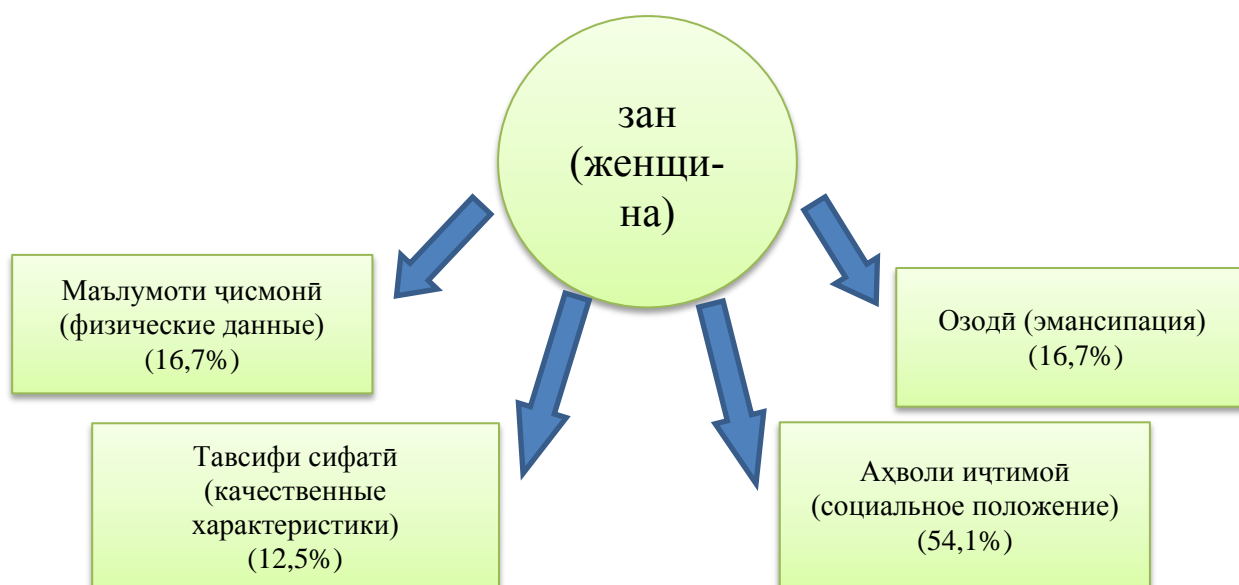 зан
(женщи-
на)
Маълумоти ҷисмонӣ
(физические данные)
(16,7%)
Озодӣ (эмансипация)
(16,7%)
Тавсифи сифатӣ
(качественные
характеристики)
(12,5%)
Аҳволи иҷтимоӣ
(социальное положение)
(54,1%)